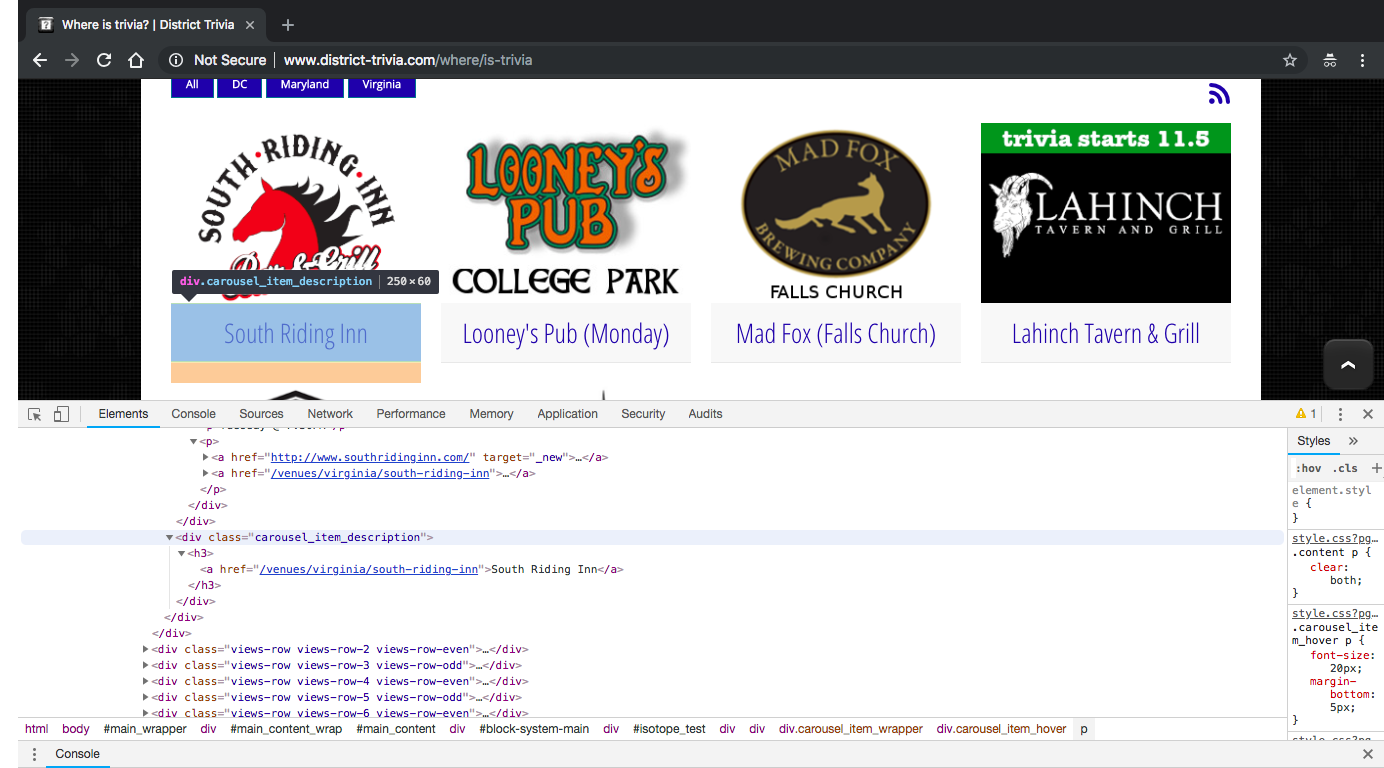 Where is trivia? | District Trivia
Not Secure | www.district-trivia.com/where/is-trivia
All DC Maryland Virginia
SOUTH·RIDING·INN
LOONEY'S
PUB
COLLEGE PARK
MAD FOX
BREWING COMPANY
FALLS CHURCH
trivia starts 11.5
LAHINCH
TAVERN AND GRILL
Bar & Grill
div.carousel_item_description | 250×60
South Riding Inn Looney's Pub (Monday) Mad Fox (Falls Church) Lahinch Tavern & Grill
Elements Console Sources Network Performance Memory Application Security Audits 1
<p>
<a href="http://www.southridinginn.com/" target="_new">…</a>
<a href="/venues/virginia/south-riding-inn">…</a>
</p>
</div>
</div>
<div class="carousel_item_description">
<h3>
<a href="/venues/virginia/south-riding-inn">South Riding Inn</a>
</h3>
</div>
</div>
</div>
<div class="views-row views-row-2 views-row-even">…</div>
<div class="views-row views-row-3 views-row-odd">…</div>
<div class="views-row views-row-4 views-row-even">…</div>
<div class="views-row views-row-5 views-row-odd">…</div>
<div class="views-row views-row-6 views-row-even">…</div>
Styles »
:hov .cls +
element.styl
e {
}
style.css?pg…
.content p {
clear:
both;
}
style.css?pg…
.carousel_ite
m_hover p {
font-size:
20px;
margin-
bottom:
5px;
}
style.css?pg…
html body #main_wrapper div #main_content_wrap #main_content div #block-system-main div #isotope_test div div div.carousel_item_wrapper div.carousel_item_hover p
Console